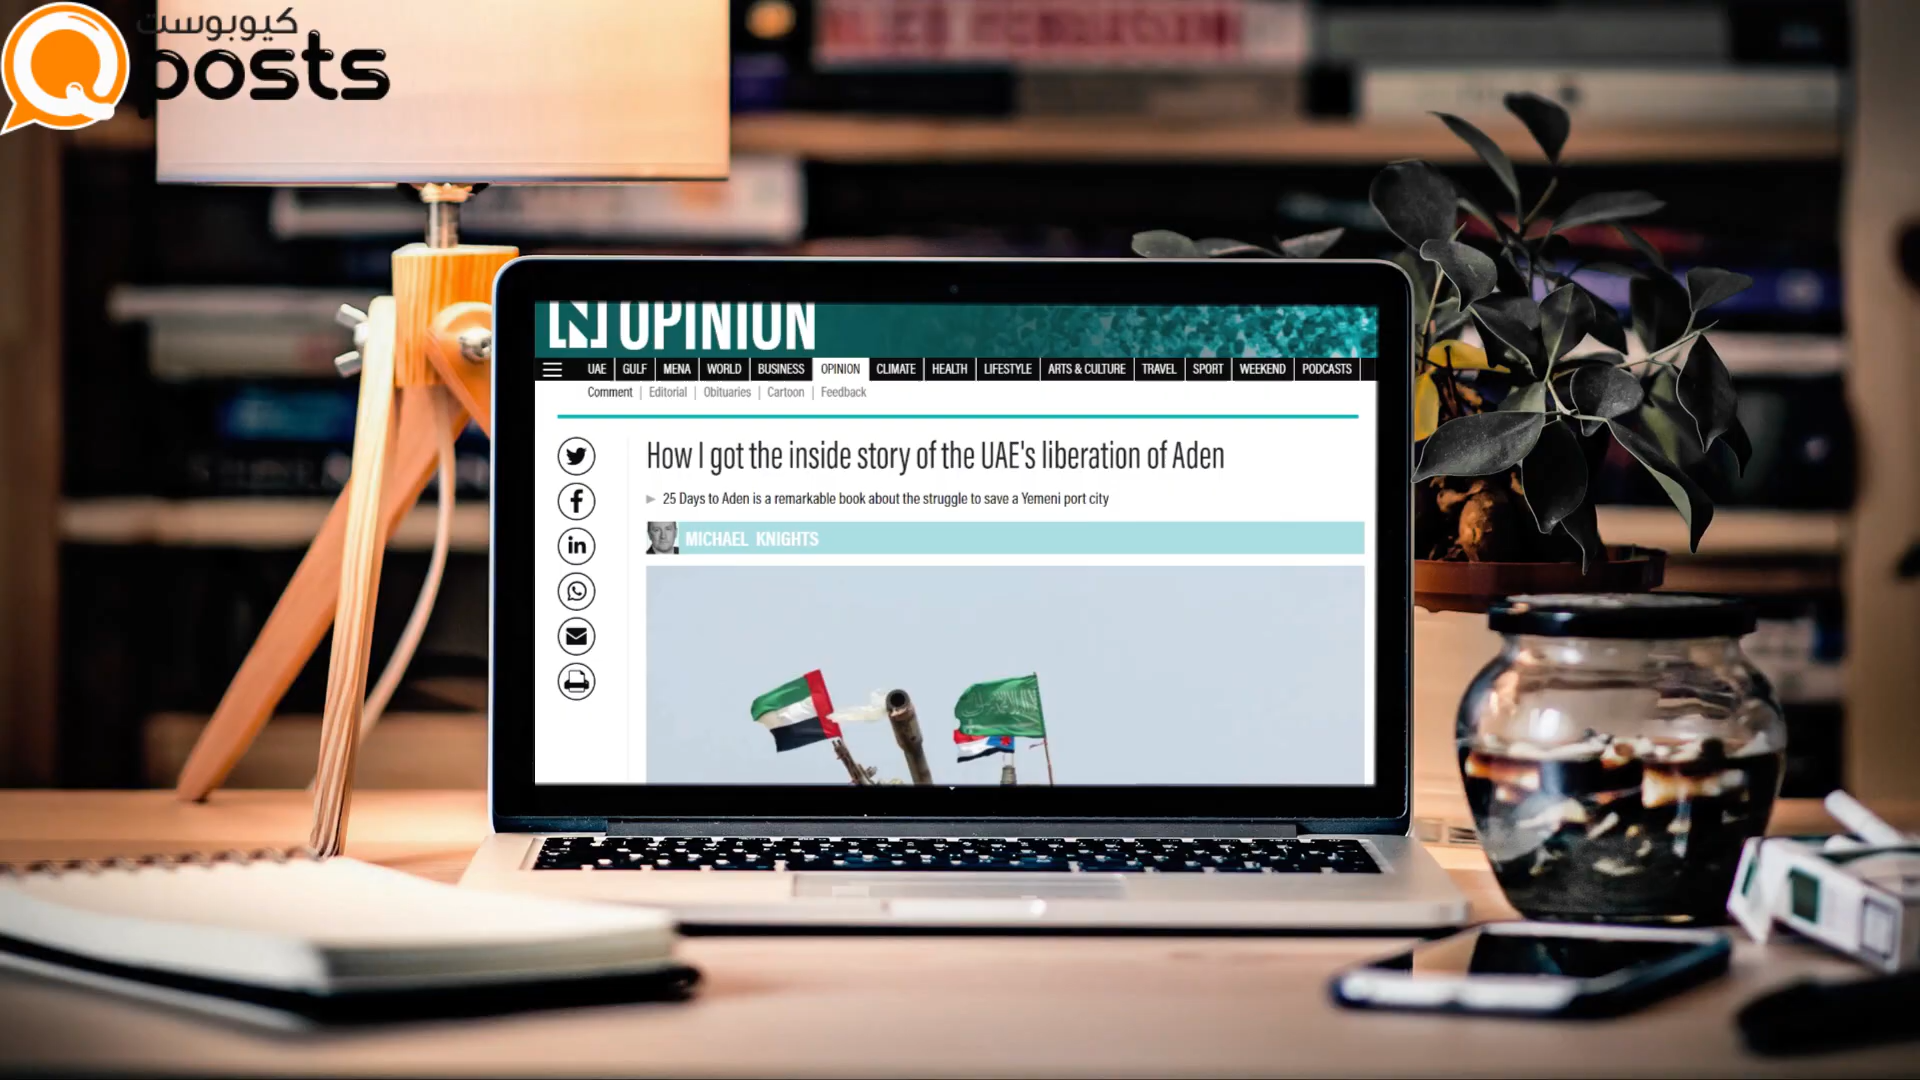 كيوبوست
posts
OPINION
UAE GULF MENA WORLD BUSINESS OPINION CLIMATE HEALTH LIFESTYLE ARTS & CULTURE TRAVEL SPORT WEEKEND PODCASTS
Comment | Editorial | Obituaries | Cartoon | Feedback
How I got the inside story of the UAE's liberation of Aden
25 Days to Aden is a remarkable book about the struggle to save a Yemeni port city
MICHAEL KNIGHTS